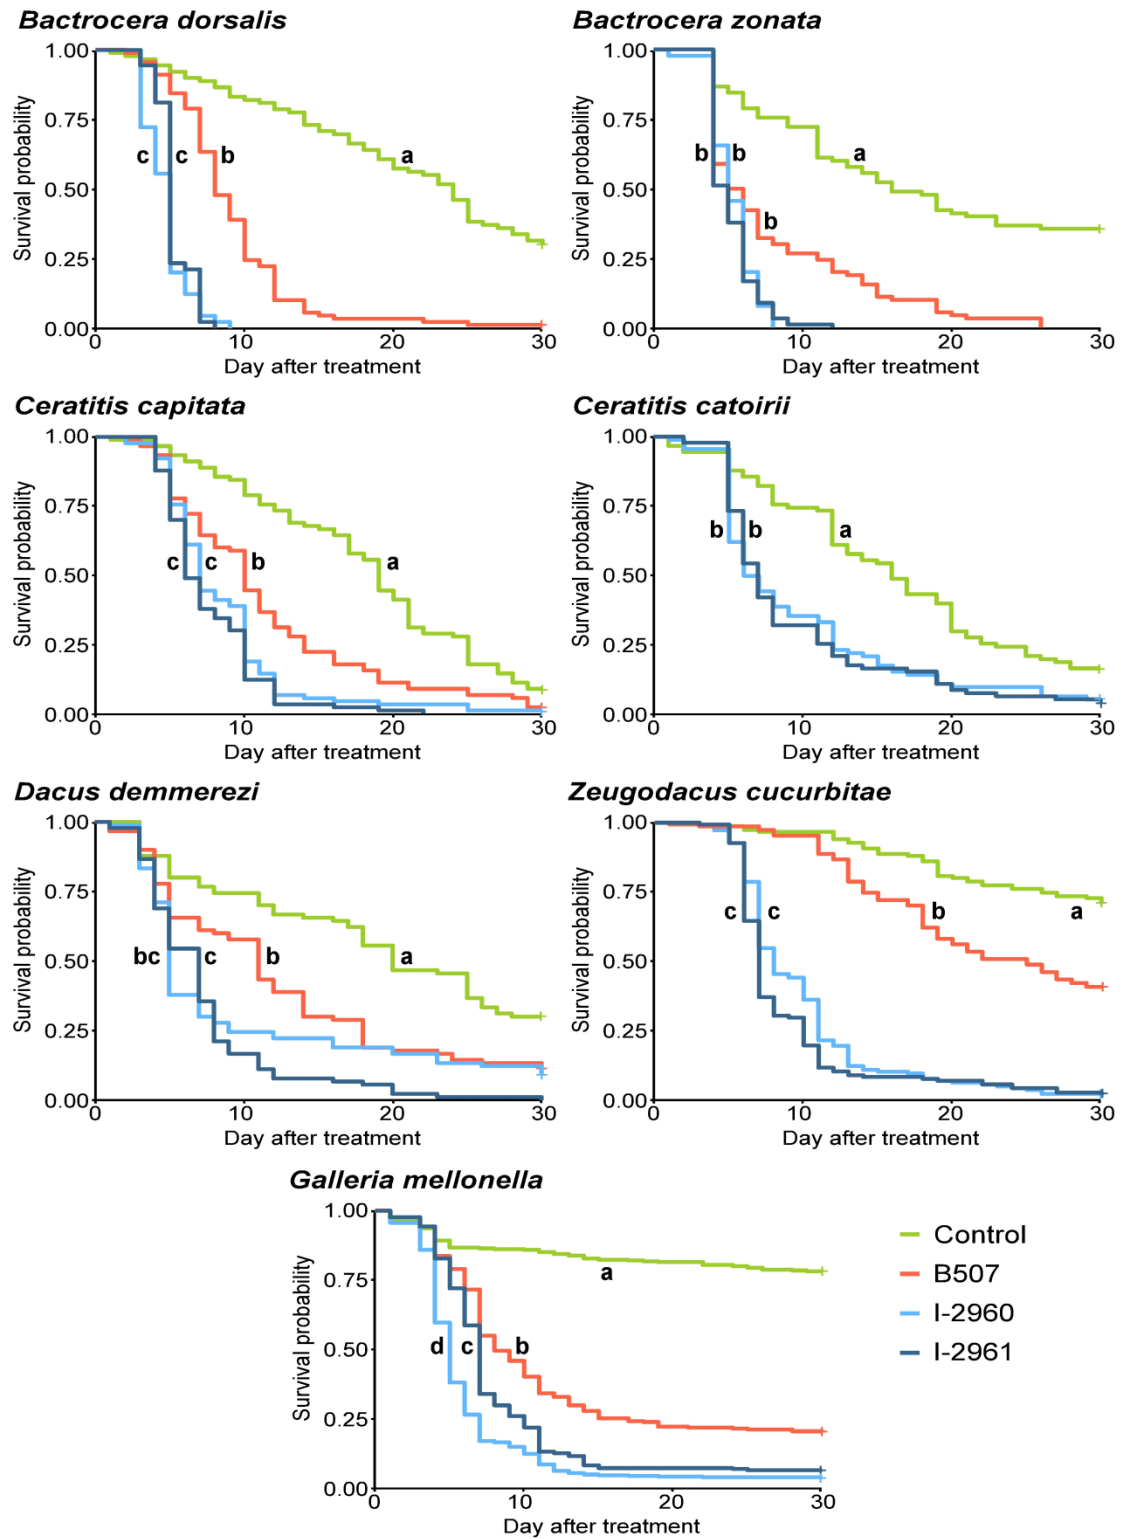 Bactrocera dorsalis
1.00
0.75
0.50
0.25
0.00
Survival probability
c c b a
0 10 20 30
Day after treatment
Bactrocera zonata
1.00
0.75
0.50
0.25
0.00
Survival probability
b b a
b
0 10 20 30
Day after treatment
Ceratitis capitata
1.00
0.75
0.50
0.25
0.00
Survival probability
c c b a
0 10 20 30
Day after treatment
Ceratitis catoirii
1.00
0.75
0.50
0.25
0.00
Survival probability
b b a
0 10 20 30
Day after treatment
Dacus demmerezi
1.00
0.75
0.50
0.25
0.00
Survival probability
bc c b a
0 10 20 30
Day after treatment
Zeugodacus cucurbitae
1.00
0.75
0.50
0.25
0.00
Survival probability
c c b a
0 10 20 30
Day after treatment
Galleria mellonella
1.00
0.75
0.50
0.25
0.00
Survival probability
a
d c b
0 10 20 30
Day after treatment
Control
B507
I-2960
I-2961